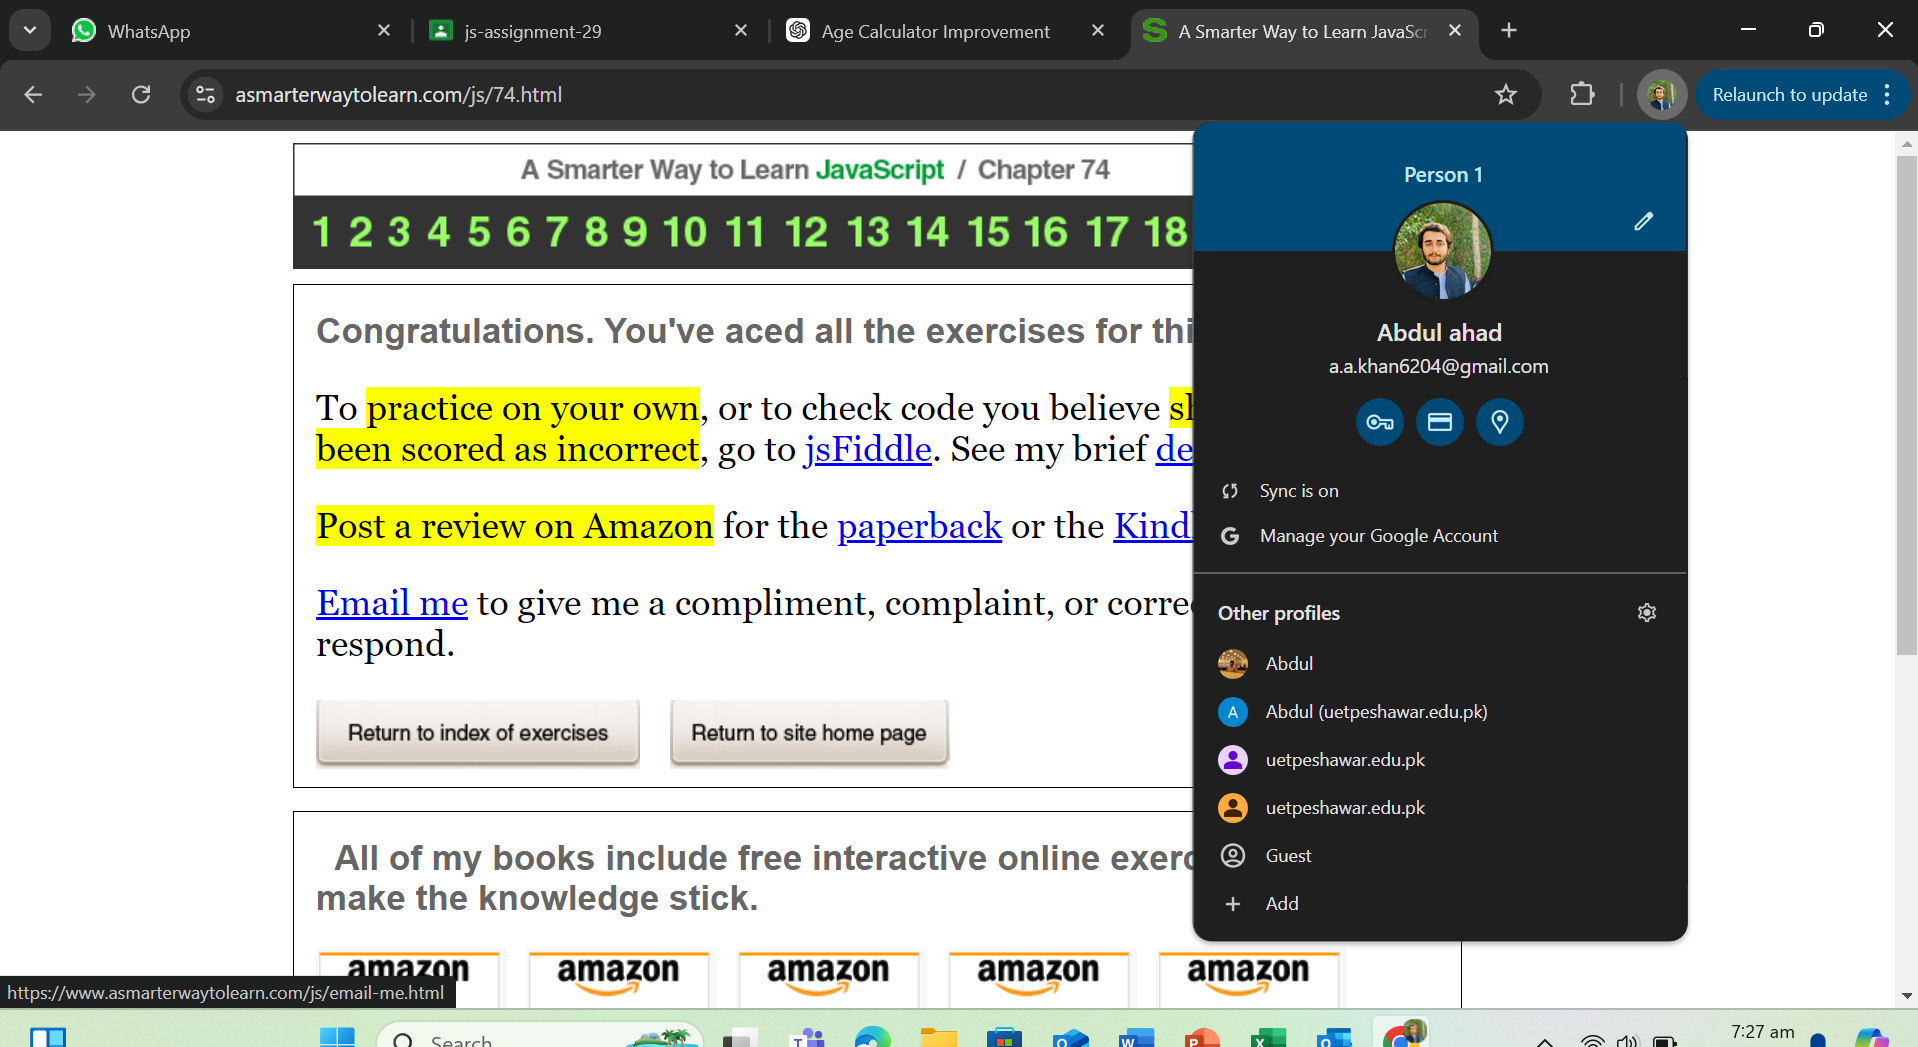 WhatsApp
js-assignment-29
Age Calculator Improvement
A Smarter Way to Learn JavaScr
asmarterwaytolearn.com/js/74.html
Relaunch to update
A Smarter Way to Learn JavaScript / Chapter 74
1 2 3 4 5 6 7 8 9 10 11 12 13 14 15 16 17 18
Congratulations. You've aced all the exercises for thi
To practice on your own, or to check code you believe sh
been scored as incorrect, go to jsFiddle. See my brief de
Post a review on Amazon for the paperback or the Kindl
Email me to give me a compliment, complaint, or corre
respond.
Return to index of exercises
Return to site home page
All of my books include free interactive online exerc
make the knowledge stick.
amazon amazon amazon amazon amazon
https://www.asmarterwaytolearn.com/js/email-me.html
Person 1
Abdul ahad
a.a.khan6204@gmail.com
Sync is on
Manage your Google Account
Other profiles
Abdul
A
Abdul (uetpeshawar.edu.pk)
uetpeshawar.edu.pk
uetpeshawar.edu.pk
Guest
Add
Search
7:27 am